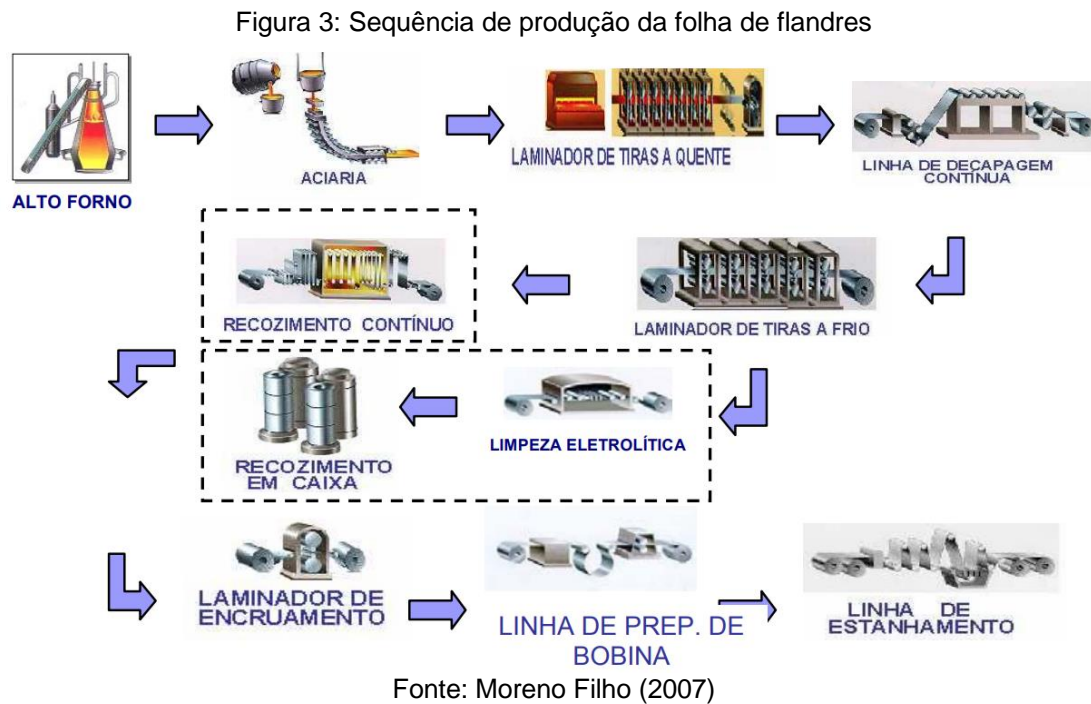 Figura 3: Sequência de produção da folha de flandres
ALTO FORNO
ACIARIA
LAMINADOR DE TIRAS A QUENTE
LINHA DE DECAPAGEM
CONTÍNUA
RECOZIMENTO CONTÍNUO
LAMINADOR DE TIRAS A FRIO
RECOZIMENTO
EM CAIXA
LIMPEZA ELETROLÍTICA
LAMINADOR DE
ENCRUAMENTO
LINHA DE PREP. DE
BOBINA
LINHA DE
ESTANHAMENTO
Fonte: Moreno Filho (2007)